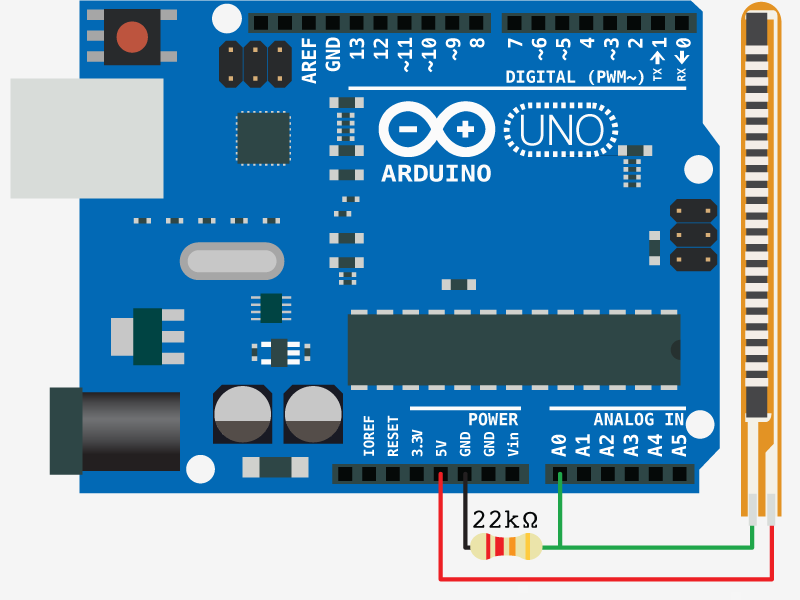 AREF
GND
13
12
~11
~10
~9
8
7
~6
~5
4
~3
2
TX→1
RX←0
DIGITAL (PWM~)
UNO
ARDUINO
POWER
ANALOG IN
IOREF
RESET
3.3V
5V
GND
GND
Vin
A0
A1
A2
A3
A4
A5
22kΩ